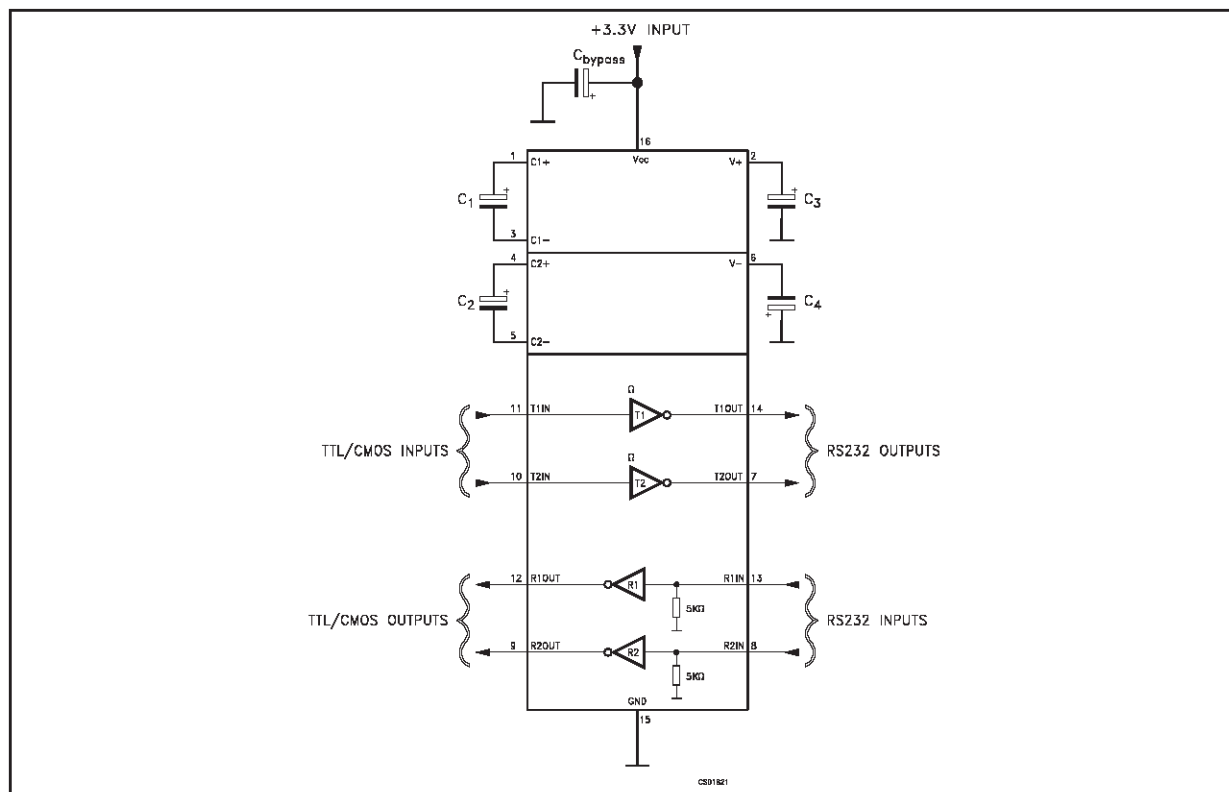 +3.3V INPUT
Cbypass
+
16
1
C1+
Vcc
V+
2
C1
+
+
C3
3
C1-
4
C2+
V-
6
C2
+
+
C4
5
C2-
Ω
11
T1IN
T1
T1OUT
14
TTL/CMOS INPUTS
RS232 OUTPUTS
Ω
10
T2IN
T2
T2OUT
7
12
R1OUT
R1
R1IN
13
5KΩ
TTL/CMOS OUTPUTS
RS232 INPUTS
9
R2OUT
R2
R2IN
8
5KΩ
GND
15
CS01821